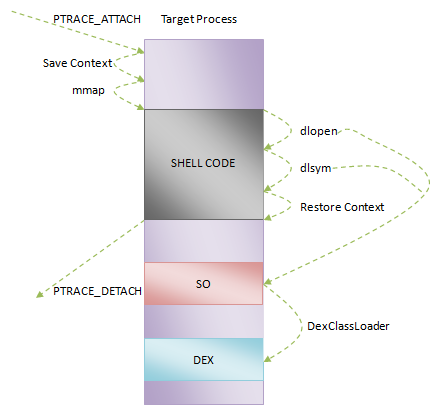 PTRACE_ATTACH
Target Process
Save Context
mmap
dlopen
SHELL CODE
dlsym
Restore Context
SO
PTRACE_DETACH
DexClassLoader
DEX